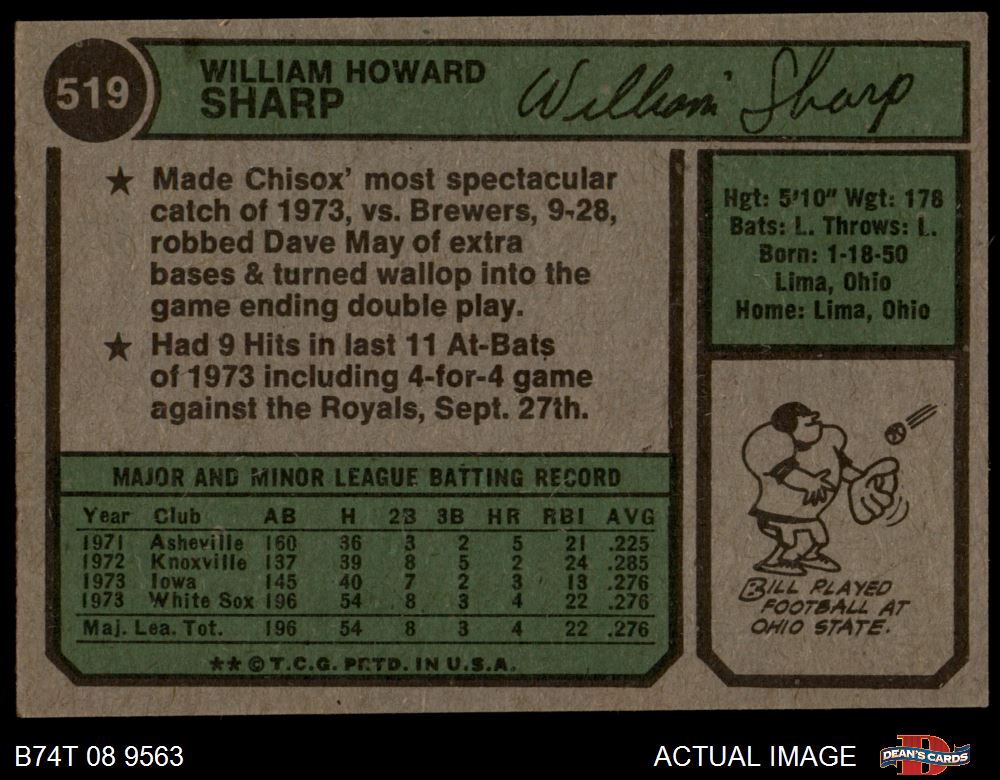 519
WILLIAM HOWARD
SHARP
William Sharp
★ Made Chisox' most spectacular
catch of 1973, vs. Brewers, 9-28,
robbed Dave May of extra
bases & turned wallop into the
game ending double play.
★ Had 9 Hits in last 11 At-Bats
of 1973 including 4-for-4 game
against the Royals, Sept. 27th.
MAJOR AND MINOR LEAGUE BATTING RECORD
Year Club AB H 2B 3B HR RBI AVG
1971 Asheville 160 36 3 2 5 21 .225
1972 Knoxville 137 39 8 5 2 24 .285
1973 Iowa 145 40 7 2 3 13 .276
1973 White Sox 196 54 8 3 4 22 .276
Maj. Lea. Tot. 196 54 8 3 4 22 .276
★★ © T.C.G. PRTD. IN U.S.A.
Hgt: 5'10" Wgt: 178
Bats: L. Throws: L.
Born: 1-18-50
Lima, Ohio
Home: Lima, Ohio
BILL PLAYED
FOOTBALL AT
OHIO STATE.
B74T 08 9563
ACTUAL IMAGE
DEAN'S CARDS